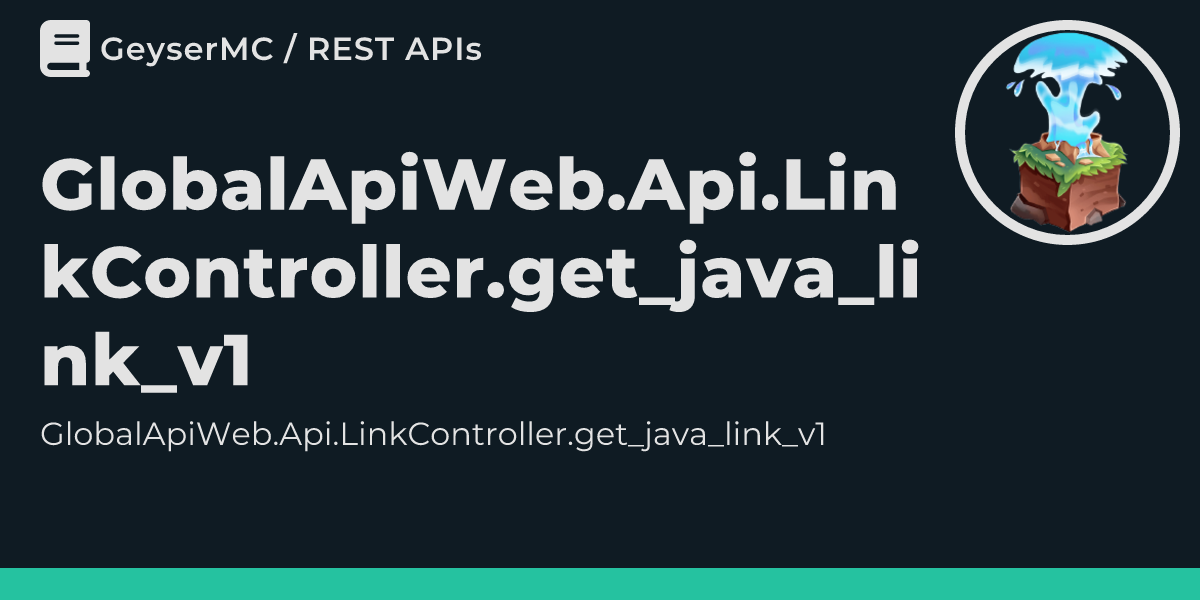 GeyserMC / REST APIs
GlobalApiWeb.Api.Lin
kController.get_java_li
nk_v1
GlobalApiWeb.Api.LinkController.get_java_link_v1